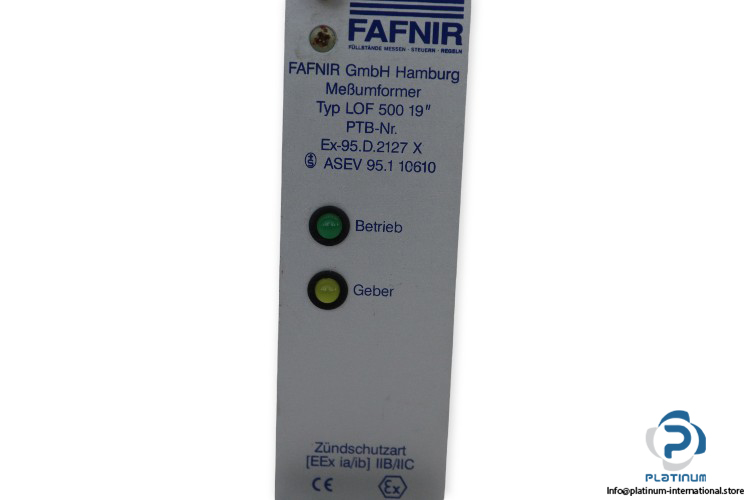 FAFNIR
FÜLLSTÄNDE MESSEN · STEUERN · REGELN
FAFNIR GmbH Hamburg
Meßumformer
Typ LOF 500 19"
PTB-Nr.
Ex-95.D.2127 X
ASEV 95.1 10610
Betrieb
Geber
Zündschutzart
[EEx ia/ib] IIB/IIC
CE Ex
PLATINUM
Info@platinum-international.store